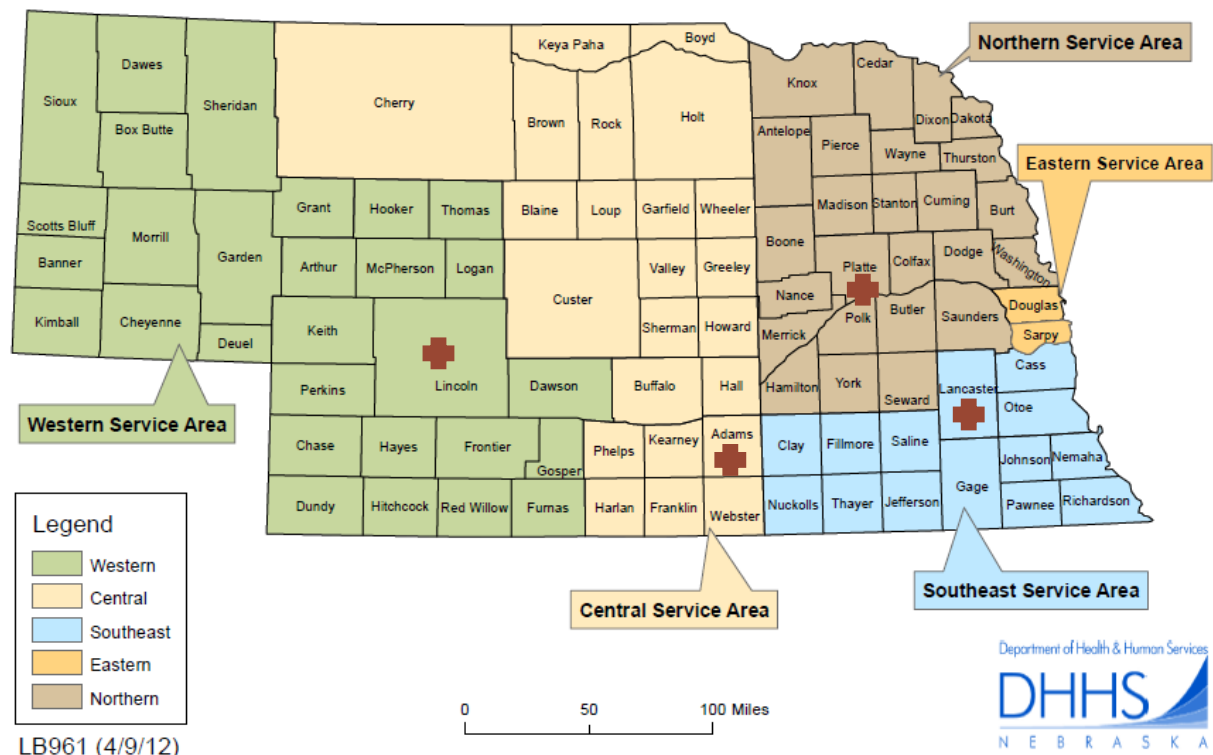 Boyd
Keya Paha
Northern Service Area
Cedar
Dawes
Knox
Sioux
Cherry
Sheridan
Holt
Dixon
Dakota
Brown
Rock
Box Butte
Antelope
Pierce
Wayne
Thurston
Eastern Service Area
Grant
Hooker
Thomas
Blaine
Loup
Garfield
Wheeler
Madison
Stanton
Cuming
Burt
Scotts Bluff
Morrill
Boone
Garden
Banner
Arthur
McPherson
Logan
Valley
Greeley
Platte
Colfax
Dodge
Washington
Custer
Nance
Douglas
Kimball
Cheyenne
Keith
Sherman
Howard
Merrick
Polk
Butler
Saunders
Sarpy
Deuel
Cass
Perkins
Lincoln
Dawson
Buffalo
Hall
Hamilton
York
Seward
Lancaster
Otoe
Western Service Area
Chase
Hayes
Frontier
Gosper
Phelps
Kearney
Adams
Clay
Fillmore
Saline
Johnson
Nemaha
Gage
Dundy
Hitchcock
Red Willow
Furnas
Harlan
Franklin
Webster
Nuckolls
Thayer
Jefferson
Pawnee
Richardson
Legend
Western
Central
Southeast
Eastern
Northern
Central Service Area
Southeast Service Area
0 50 100 Miles
Department of Health & Human Services
DHHS
NEBRASKA
LB961 (4/9/12)